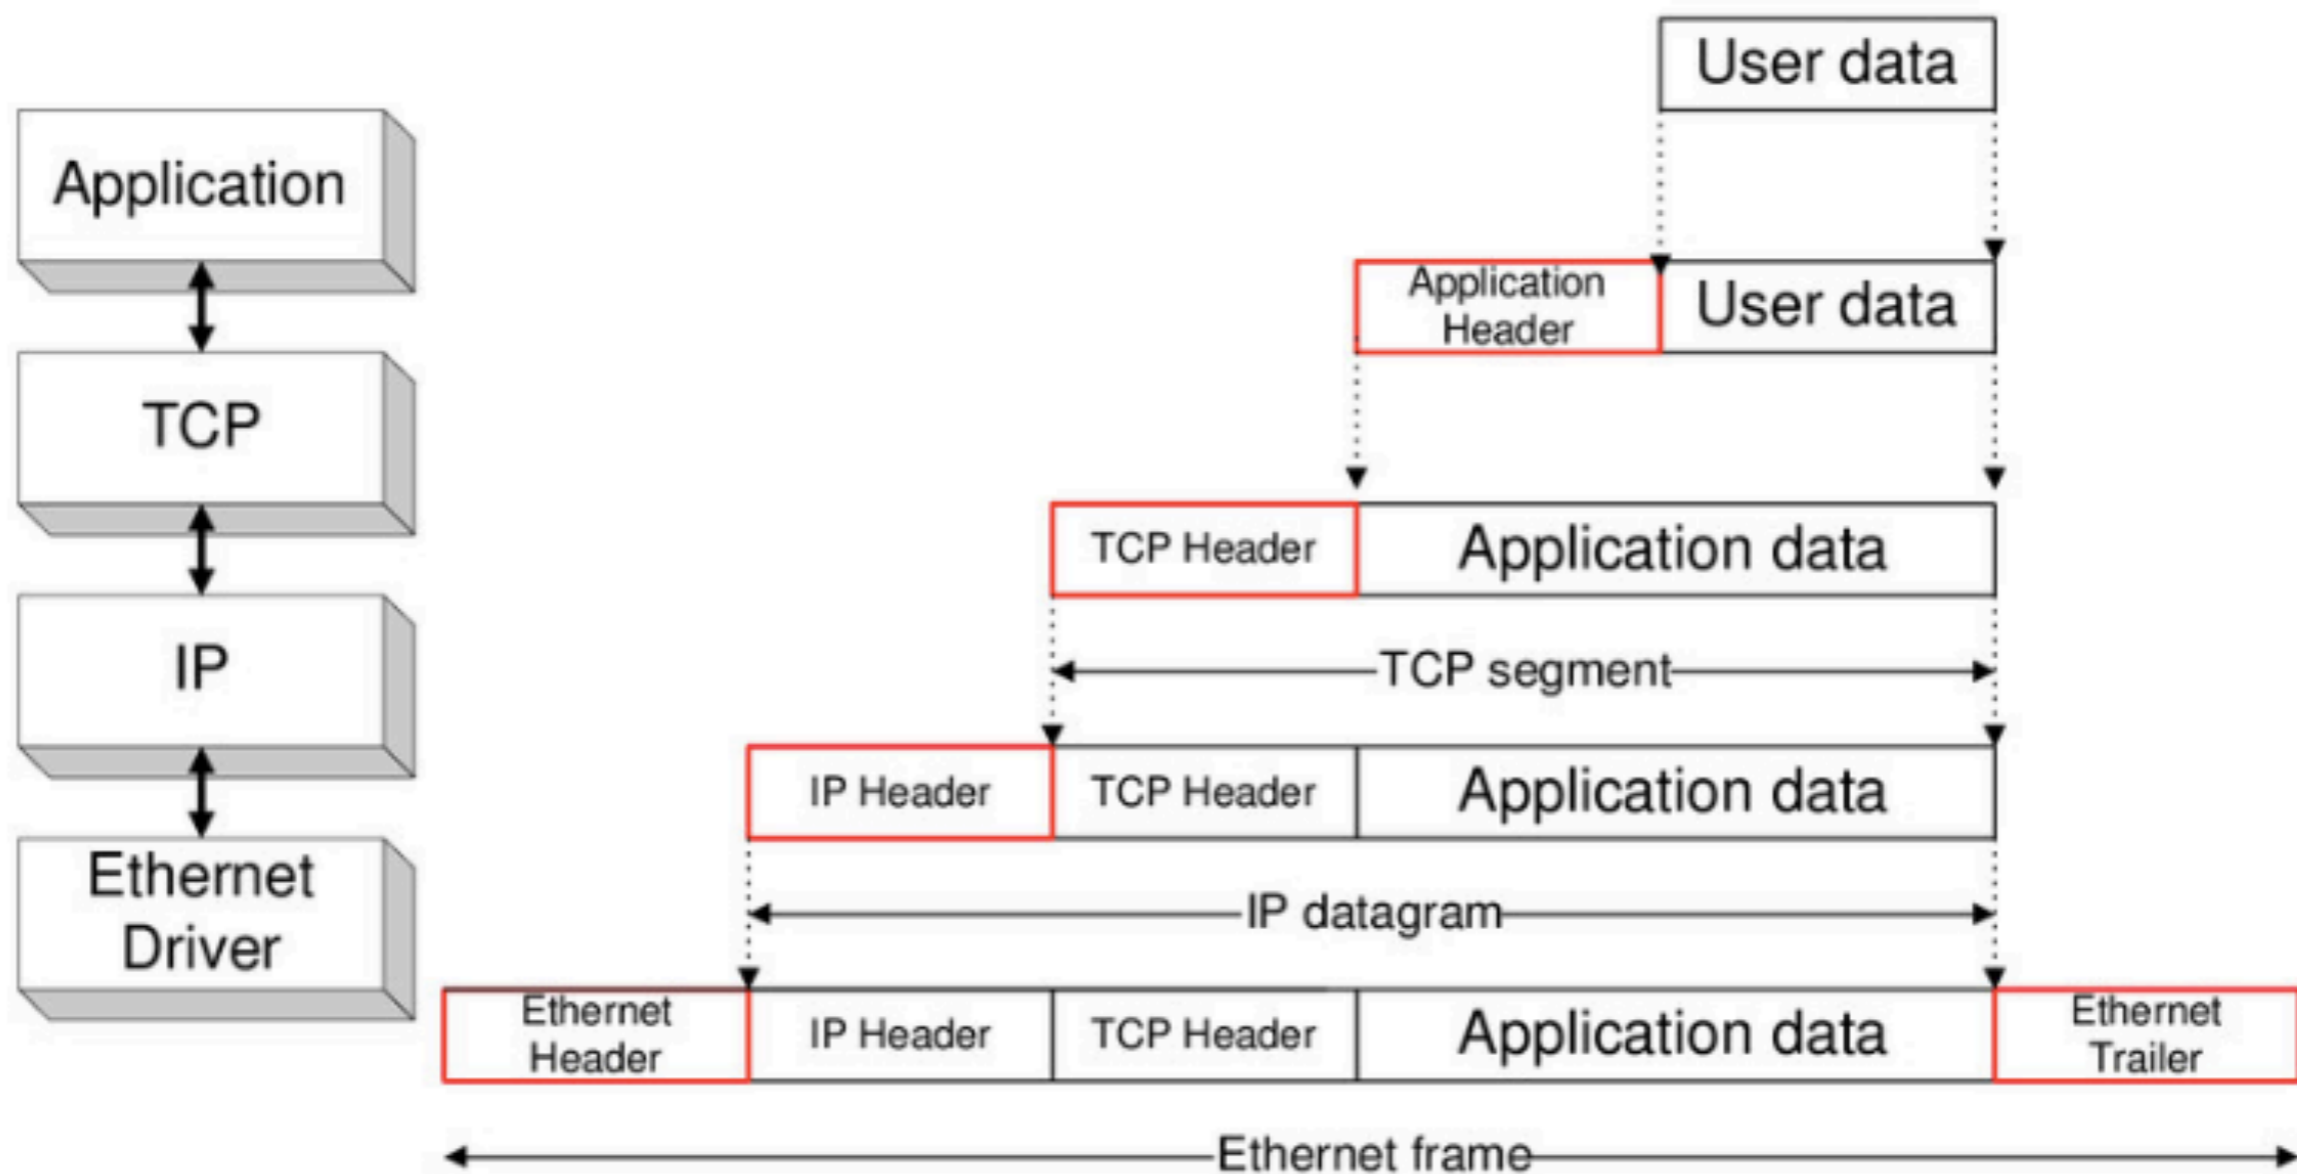 User data
Application
Application
Header
User data
TCP
TCP Header
Application data
IP
TCP segment
IP Header
TCP Header
Application data
Ethernet
Driver
IP datagram
Ethernet
Header
IP Header
TCP Header
Application data
Ethernet
Trailer
Ethernet frame